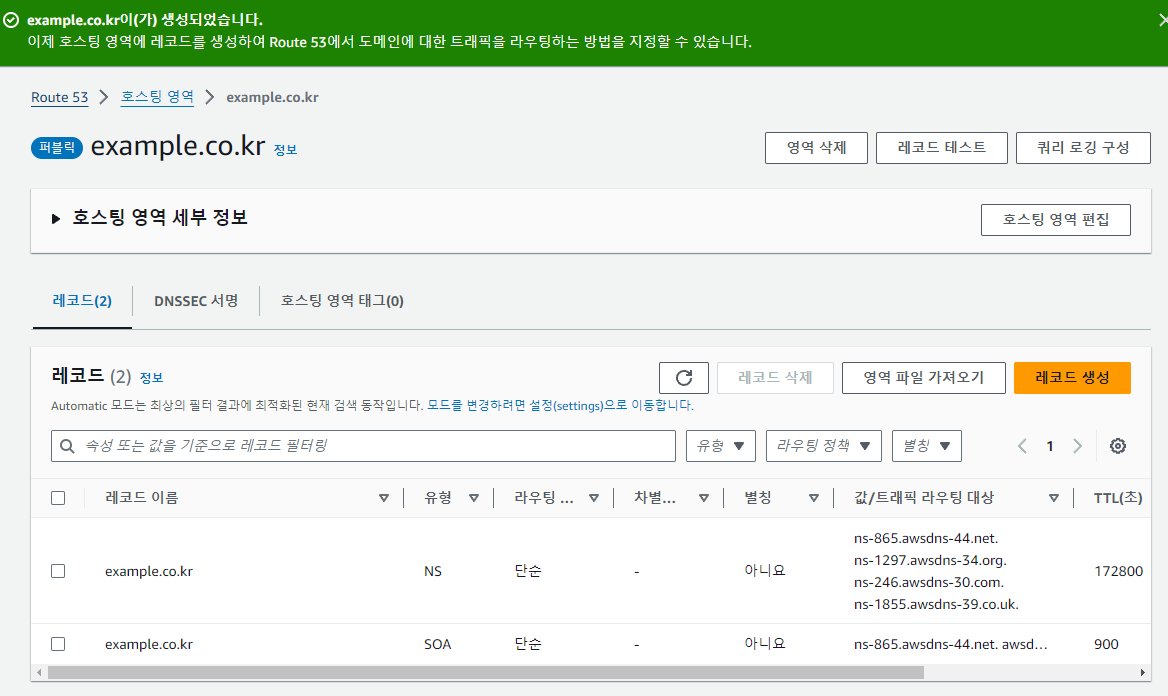 example.co.kr이(가) 생성되었습니다.
이제 호스팅 영역에 레코드를 생성하여 Route 53에서 도메인에 대한 트래픽을 라우팅하는 방법을 지정할 수 있습니다.
Route 53 > 호스팅 영역 > example.co.kr
퍼블릭 example.co.kr 정보
영역 삭제 레코드 테스트 쿼리 로깅 구성
호스팅 영역 세부 정보 호스팅 영역 편집
레코드(2) DNSSEC 서명 호스팅 영역 태그(0)
레코드 (2) 정보 레코드 삭제 영역 파일 가져오기 레코드 생성
Automatic 모드는 최상의 필터 결과에 최적화된 현재 검색 동작입니다. 모드를 변경하려면 설정(settings)으로 이동합니다.
속성 또는 값을 기준으로 레코드 필터링 유형 라우팅 정책 별칭 1
레코드 이름 유형 라우팅 ... 차별... 별칭 값/트래픽 라우팅 대상 TTL(초)
ns-865.awsdns-44.net.
ns-1297.awsdns-34.org.
example.co.kr NS 단순 - 아니요 172800
ns-246.awsdns-30.com.
ns-1855.awsdns-39.co.uk.
example.co.kr SOA 단순 - 아니요 ns-865.awsdns-44.net. awsd... 900